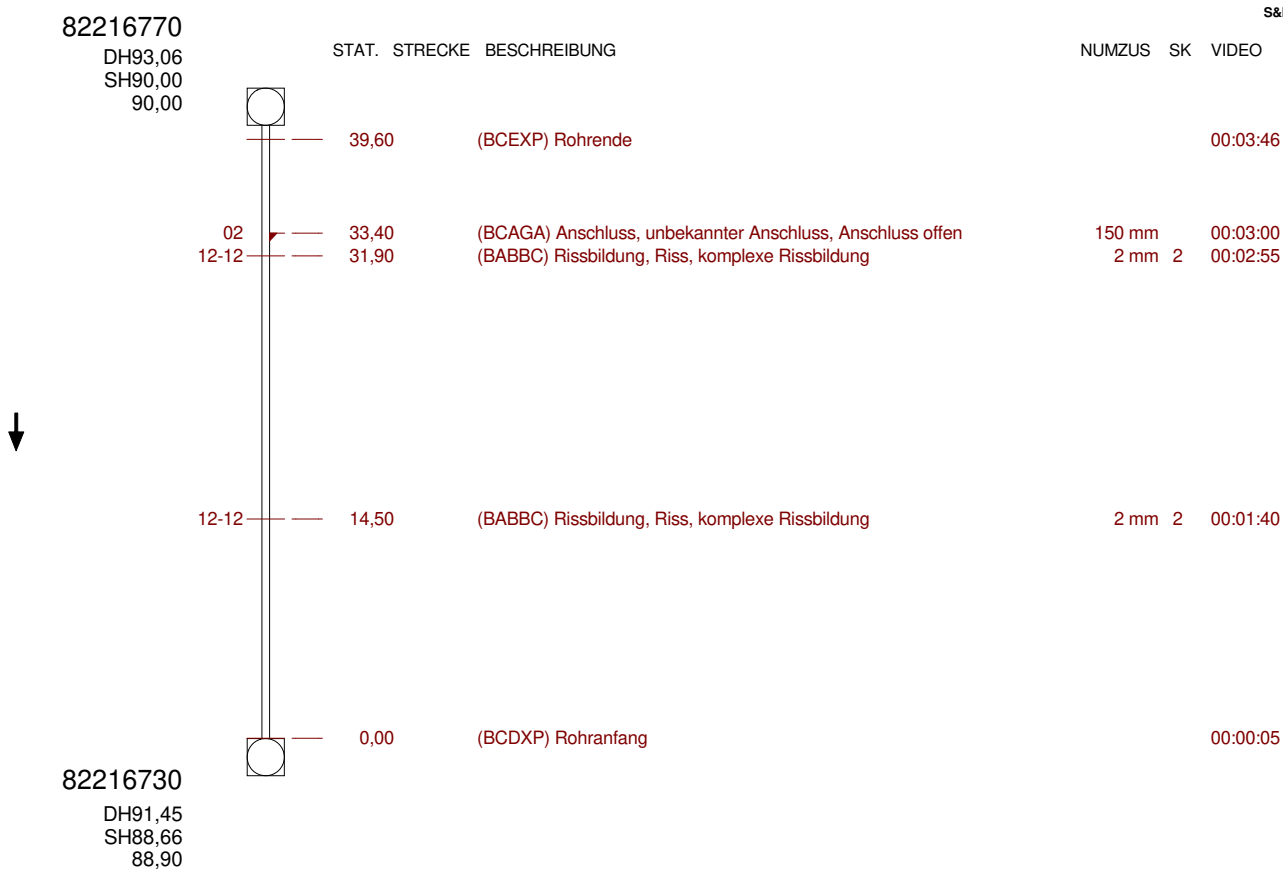 82216770
DH93,06
SH90,00
90,00
STAT. STRECKE BESCHREIBUNG NUMZUS SK VIDEO
39,60 (BCEXP) Rohrende 00:03:46
02 33,40 (BCAGA) Anschluss, unbekannter Anschluss, Anschluss offen 150 mm 00:03:00
12-12 31,90 (BABBC) Rissbildung, Riss, komplexe Rissbildung 2 mm 2 00:02:55
12-12 14,50 (BABBC) Rissbildung, Riss, komplexe Rissbildung 2 mm 2 00:01:40
0,00 (BCDXP) Rohranfang 00:00:05
82216730
DH91,45
SH88,66
88,90